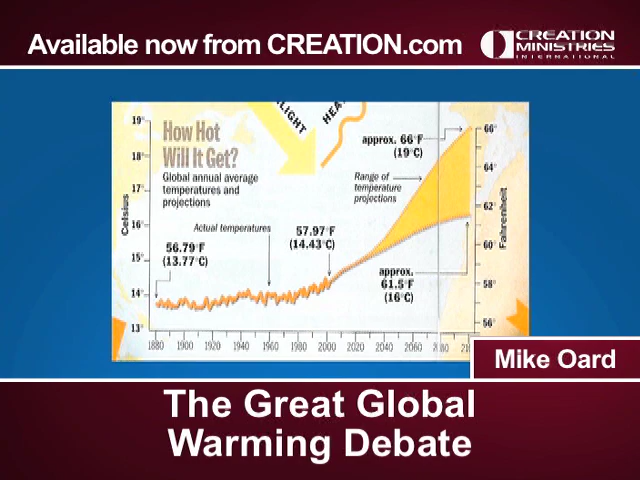 Available now from CREATION.com
CREATION
MINISTRIES
INTERNATIONAL
LIGHT
HEA
How Hot
Will It Get?
Global annual average
temperatures and
projections
Actual temperatures
56.79°F
(13.77°C)
57.97°F
(14.43°C)
approx. 66°F
(19°C)
Range of
temperature
projections
approx.
61.5°F
(16°C)
Celsius
19°
18°
17°
16°
15°
14°
13°
Fahrenheit
66°
64°
62°
60°
58°
56°
1880 1900 1920 1940 1960 1980 2000 2020 2040 2060 2080 21
Mike Oard
The Great Global
Warming Debate